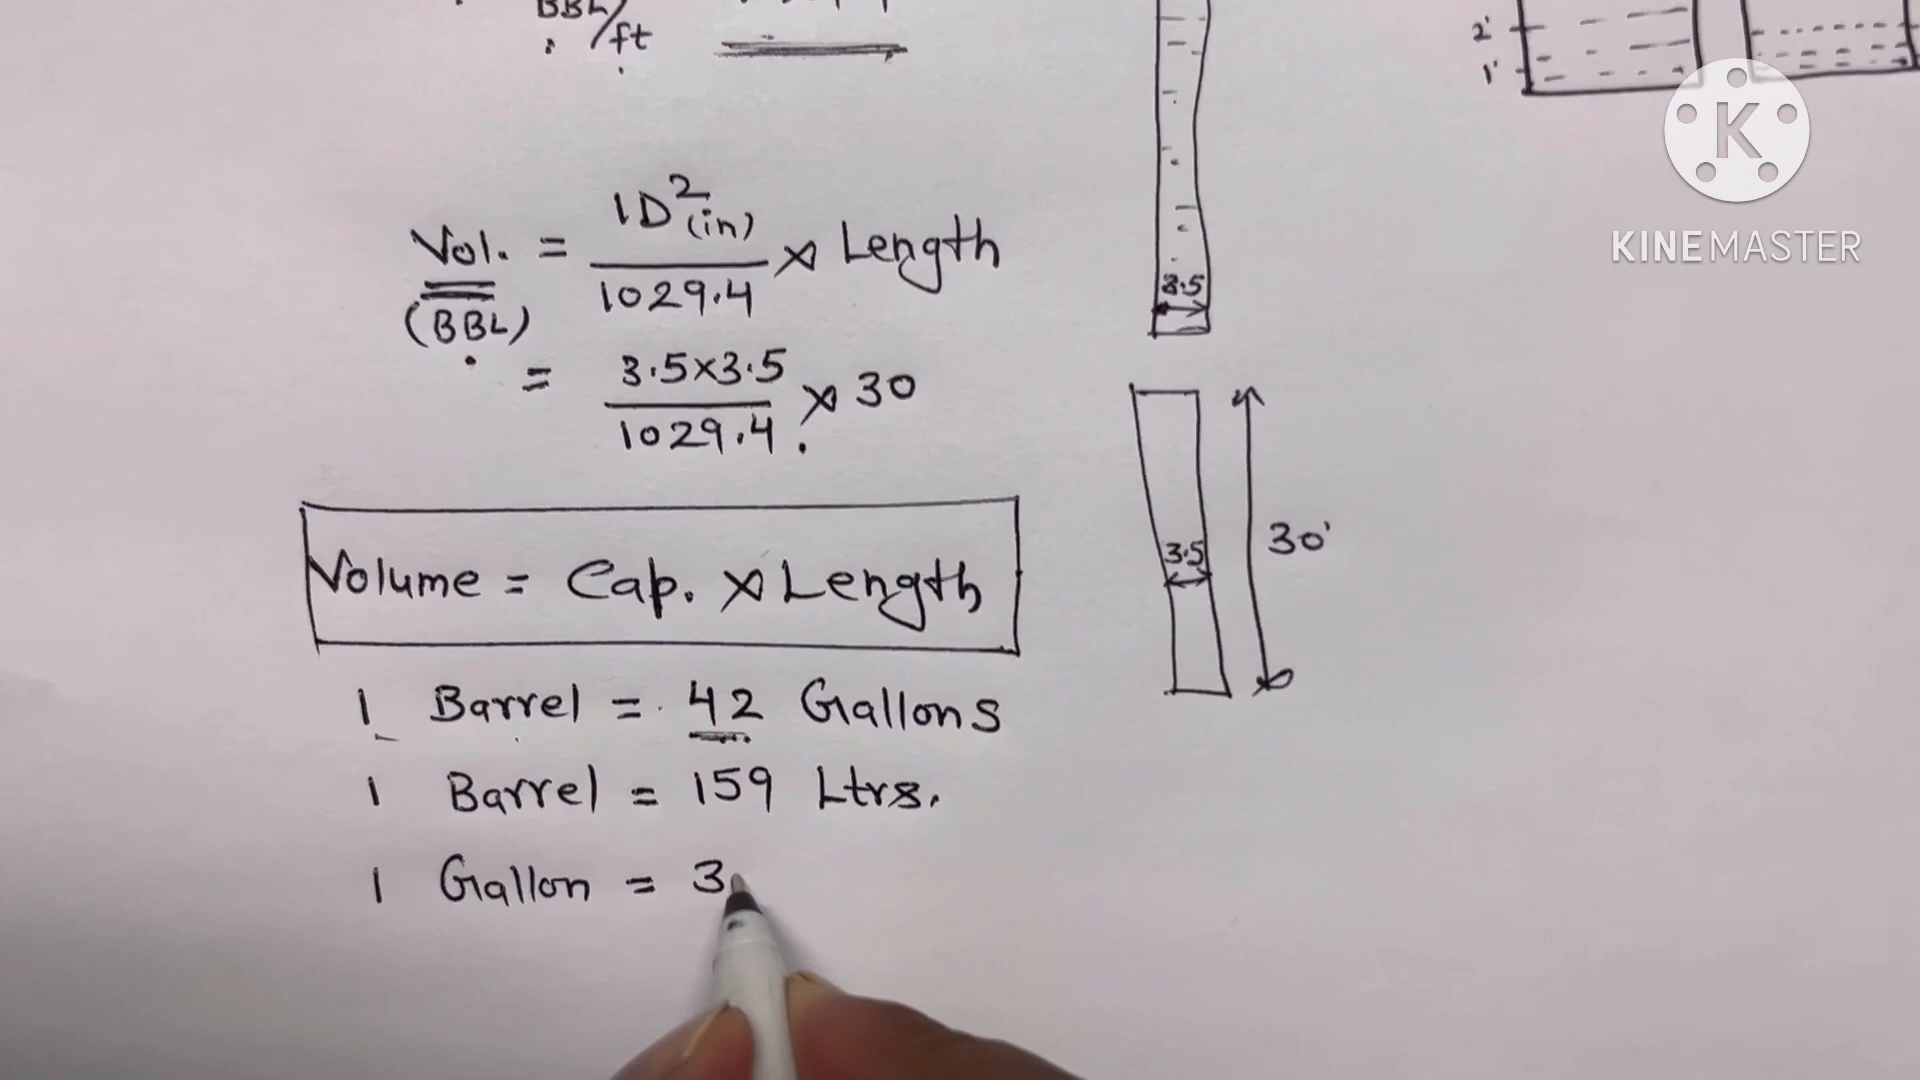 BBL/ft
2'
1'
K
KINEMASTER
Vol. = ID²(in) / 1029.4 × Length
(BBL)
= 3.5×3.5 / 1029.4 × 30
3.5
Volume = Cap. × Length
3.5
30'
1 Barrel = 42 Gallons
1 Barrel = 159 Ltrs.
1 Gallon = 3.